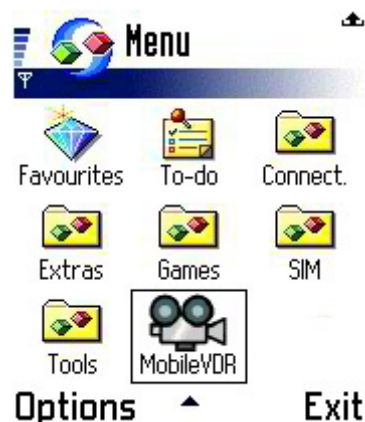 Menu
Favourites To-do Connect.
Extras Games SIM
Tools MobileVDR
Options Exit